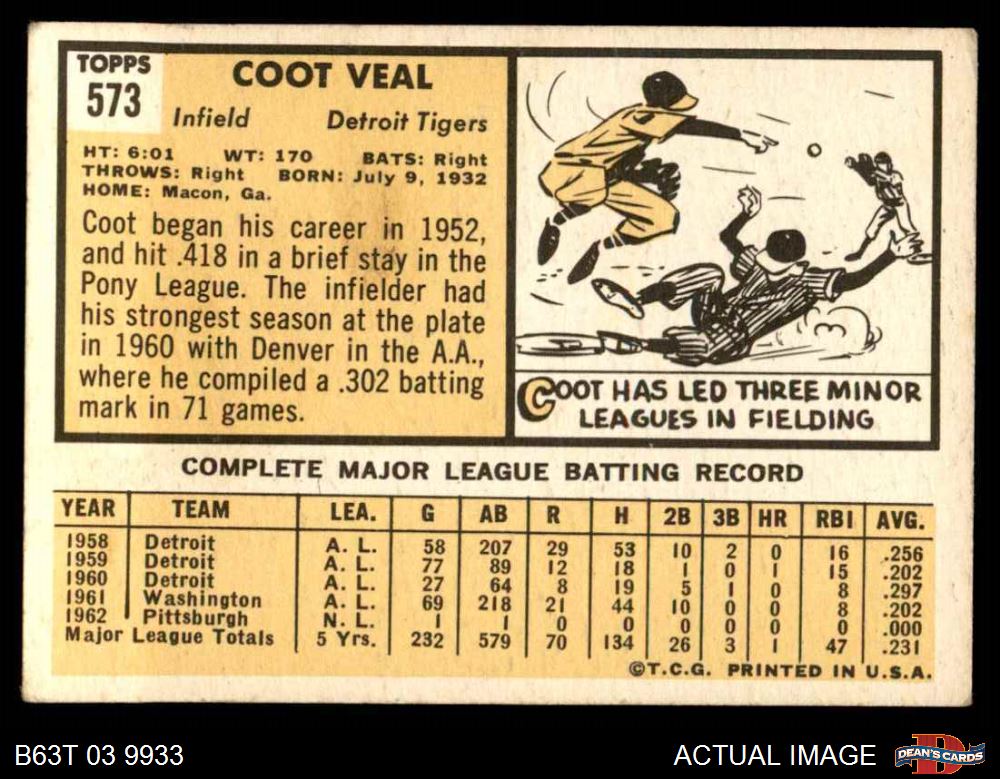 TOPPS
573
COOT VEAL
Infield Detroit Tigers
HT: 6:01 WT: 170 BATS: Right
THROWS: Right BORN: July 9, 1932
HOME: Macon, Ga.
Coot began his career in 1952,
and hit .418 in a brief stay in the
Pony League. The infielder had
his strongest season at the plate
in 1960 with Denver in the A.A.,
where he compiled a .302 batting
mark in 71 games.
COOT HAS LED THREE MINOR
LEAGUES IN FIELDING
COMPLETE MAJOR LEAGUE BATTING RECORD
YEAR TEAM LEA. G AB R H 2B 3B HR RBI AVG.
1958 Detroit A. L. 58 207 29 53 10 2 0 16 .256
1959 Detroit A. L. 77 89 12 18 1 0 1 15 .202
1960 Detroit A. L. 27 64 8 19 5 1 0 8 .297
1961 Washington A. L. 69 218 21 44 10 0 0 8 .202
1962 Pittsburgh N. L. 1 1 0 0 0 0 0 0 .000
Major League Totals 5 Yrs. 232 579 70 134 26 3 1 47 .231
©T.C.G. PRINTED IN U.S.A.
B63T 03 9933 ACTUAL IMAGE
DEAN'S CARDS